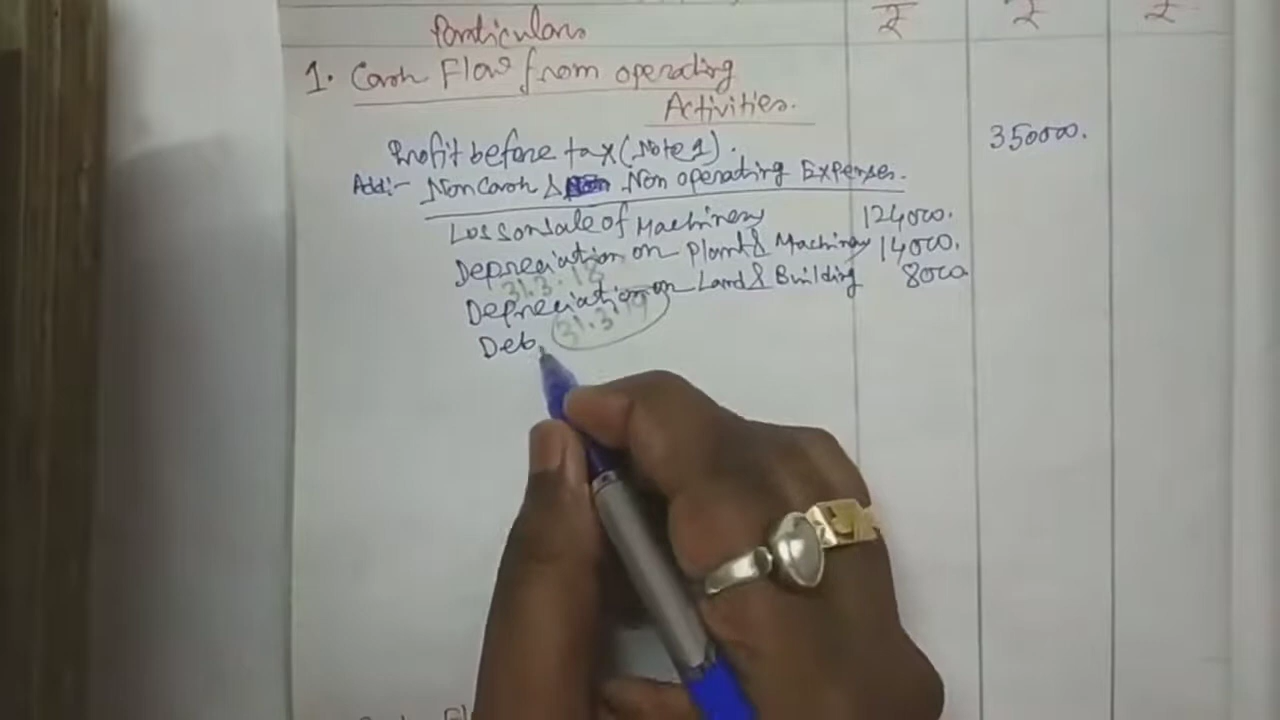 Particulars ₹ ₹ ₹
1. Cash Flow from operating
Activities.
Profit before tax (Note 1). 350000.
Add:- Non Cash & Non operating Expenses.
Loss on sale of Machinery 124000.
Depreciation on Plant & Machinery 14000.
31.3.18
Depreciation on Land & Building 8000
31.3.19
Deb